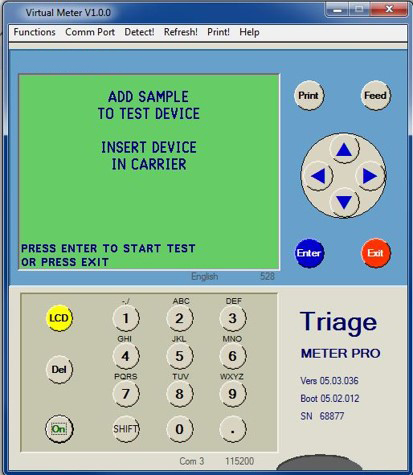 Virtual Meter V1.0.0
Functions Comm Port Detect! Refresh! Print! Help
ADD SAMPLE
TO TEST DEVICE
INSERT DEVICE
IN CARRIER
PRESS ENTER TO START TEST
OR PRESS EXIT
English 528
Print Feed
Enter Exit
LCD
Del
On
-./ ABC DEF
1 2 3
GHI JKL MNO
4 5 6
PQRS TUV WXYZ
7 8 9
SHIFT 0 .
Triage
METER PRO
Vers 05.03.036
Boot 05.02.012
SN 68877
Com 3 115200